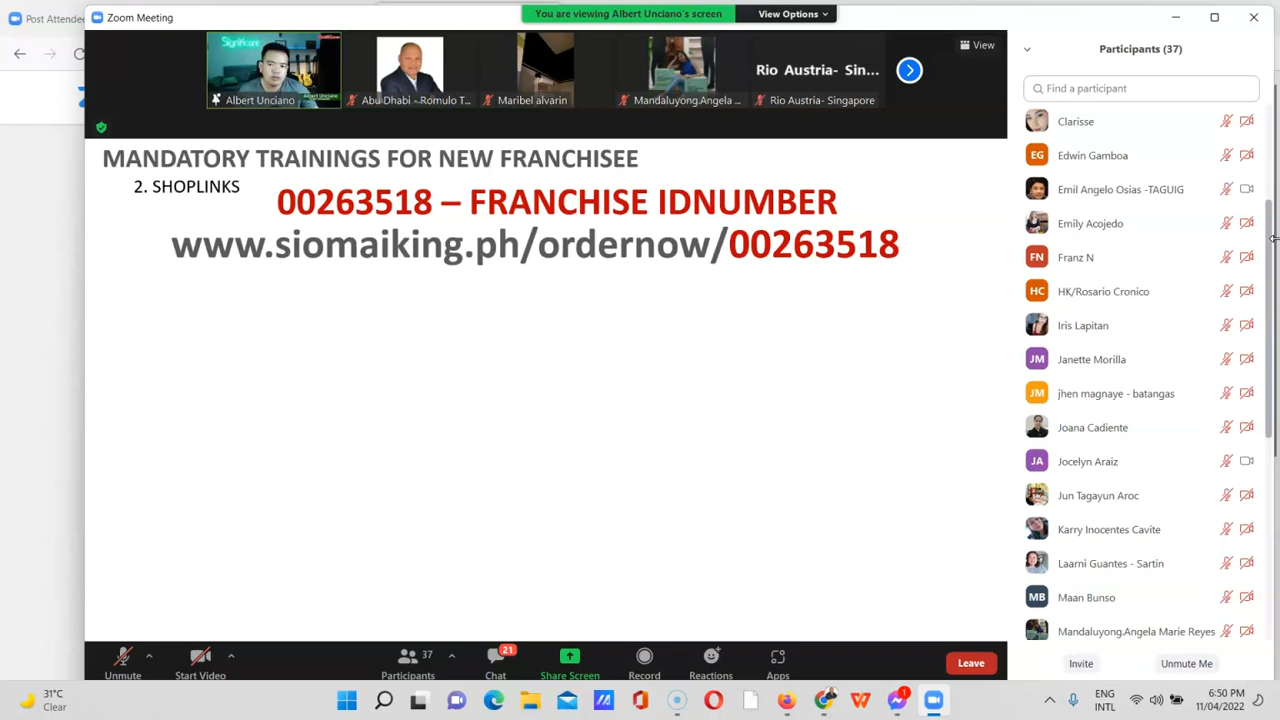 Post Attende
Zoom Meeting
You are viewing Albert Unciano's screen
View Options
View
Significant
Albert Unciano
Albert Unciano
Abu Dhabi - Romulo T...
Maribel alvarin
Mandaluyong.Angela ...
Rio Austria- Sin...
Rio Austria- Singapore
MANDATORY TRAININGS FOR NEW FRANCHISEE
2. SHOPLINKS
00263518 – FRANCHISE IDNUMBER
www.siomaiking.ph/ordernow/00263518
Participants (37)
Find a participant
Clarisse
EG Edwin Gamboa
Emil Angelo Osias -TAGUIG
Emily Acojedo
FN Franz N
HC HK/Rosario Cronico
Iris Lapitan
JM Janette Morilla
JM jhen magnaye - batangas
Joana Cadiente
JA Jocelyn Araiz
Jun Tagayun Aroc
Karry Inocentes Cavite
Laarni Guantes - Sartin
MB Maan Bunso
Mandaluyong.Angela Marie Reyes
Invite
Unmute Me
Unmute
Start Video
37
Participants
21
Chat
Share Screen
Record
Reactions
Apps
Leave
31°C
Clear
1
ENG
INTL
6:50 PM
11/04/2022